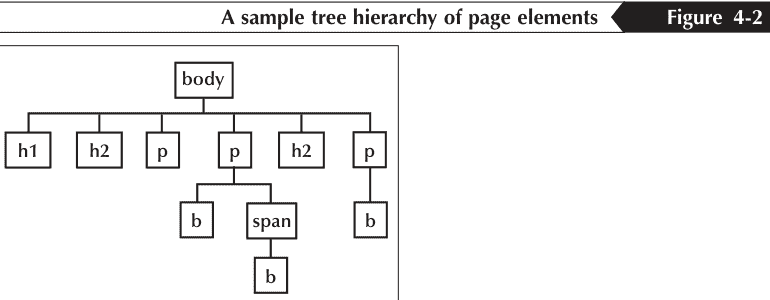 A sample tree hierarchy of page elements Figure 4-2
body
h1 h2 p p h2 p
b span b
b